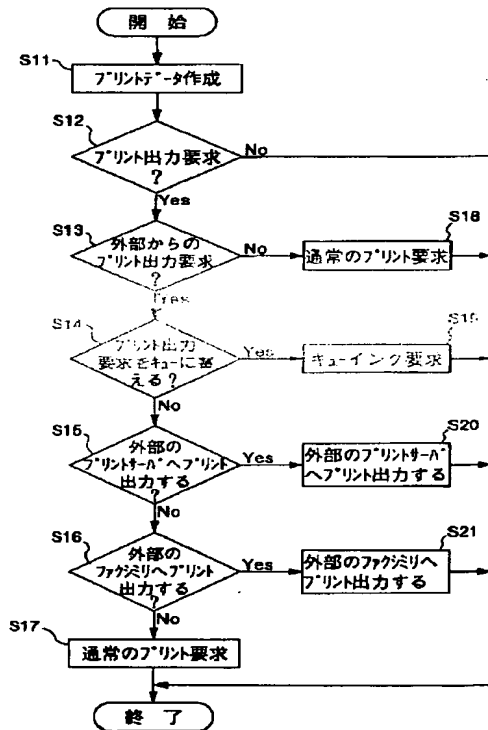 開 始
S11
プリントデータ作成
S12
プリント出力要求
?
No
Yes
S13
外部からの
プリント出力要求
?
No
S18
通常のプリント要求
Yes
S14
プリント出力
要求をキューに蓄
える?
Yes
キューイング要求
No
S15
外部の
プリントサーバへプリント
出力する
?
Yes
S20
外部のプリントサーバ
へプリント出力する
No
S16
外部の
ファクシミリへプリント
出力する
?
Yes
S21
外部のファクシミリへ
プリント出力する
No
S17
通常のプリント要求
終 了